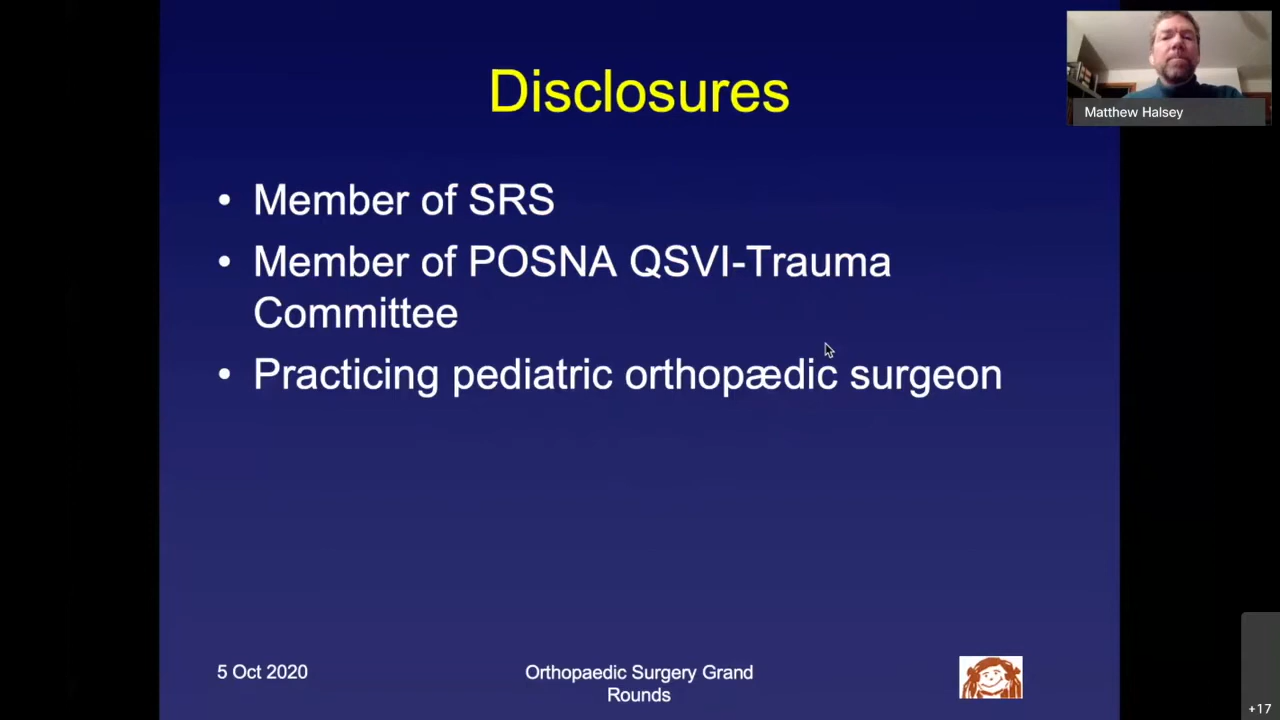 Disclosures
Matthew Halsey
• Member of SRS
• Member of POSNA QSVI-Trauma
Committee
• Practicing pediatric orthopædic surgeon
5 Oct 2020
Orthopaedic Surgery Grand
Rounds
+17